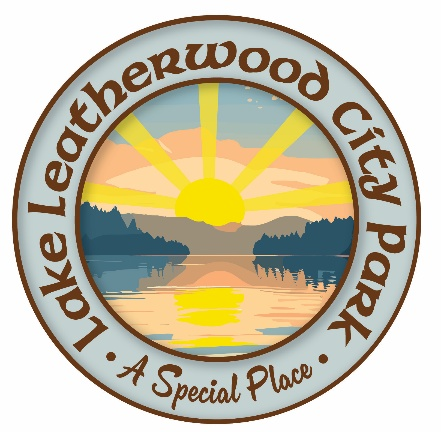 Lake Leatherwood City Park
• A Special Place •